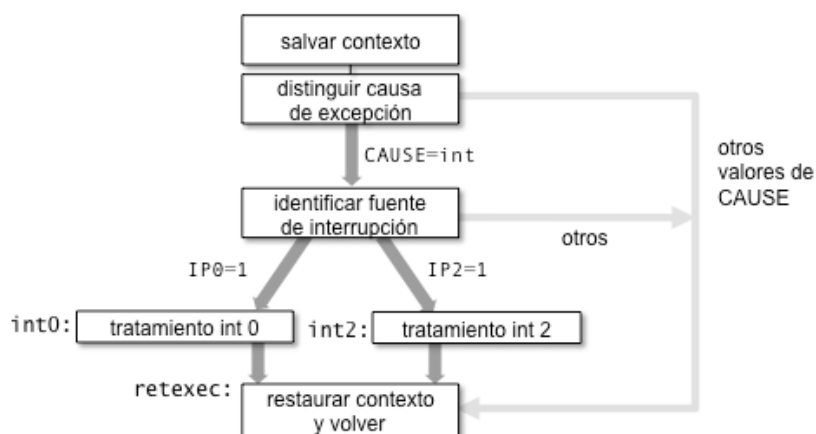 salvar contexto
distinguir causa
de excepción
CAUSE=int
otros
valores de
CAUSE
identificar fuente
de interrupción
otros
IP0=1
IP2=1
int0:
tratamiento int 0
int2:
tratamiento int 2
retexec:
restaurar contexto
y volver